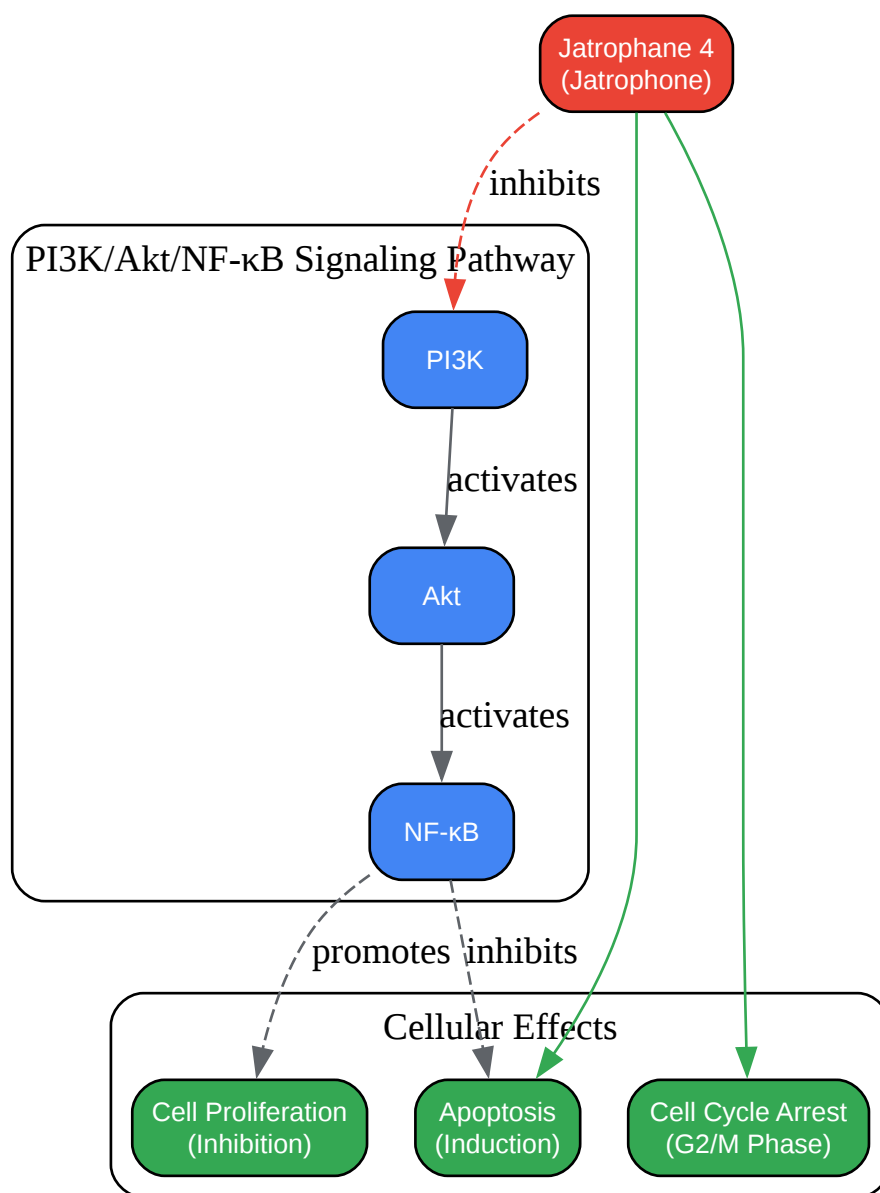 Jatrophane 4
(Jatrophone)
inhibits
PI3K/Akt/NF-κB Signaling Pathway
PI3K
activates
Akt
activates
NF-κB
promotes
inhibits
Cellular Effects
Cell Proliferation
(Inhibition)
Apoptosis
(Induction)
Cell Cycle Arrest
(G2/M Phase)